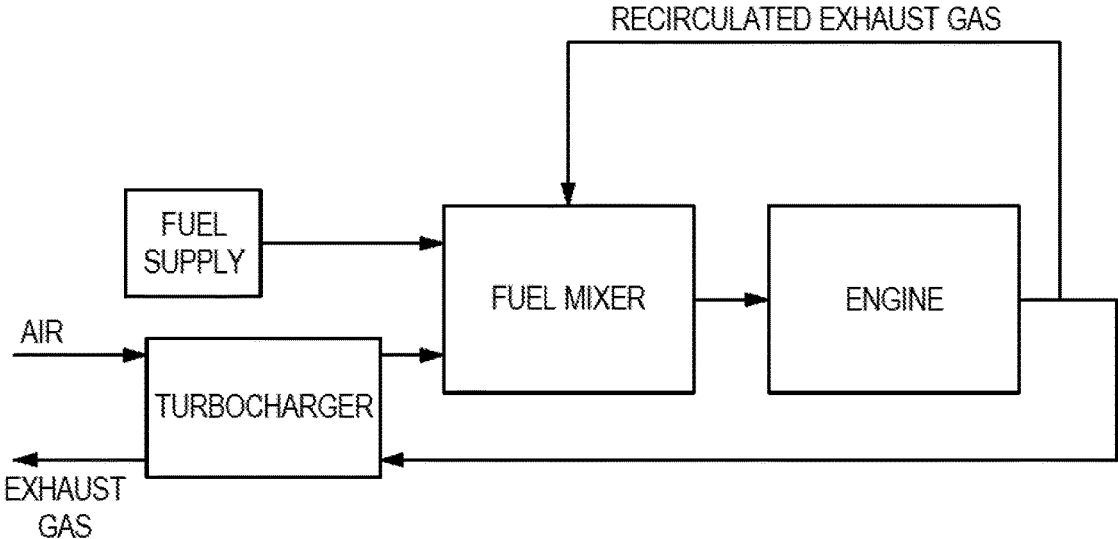 RECIRCULATED EXHAUST GAS
FUEL
SUPPLY
FUEL MIXER
ENGINE
AIR
TURBOCHARGER
EXHAUST
GAS